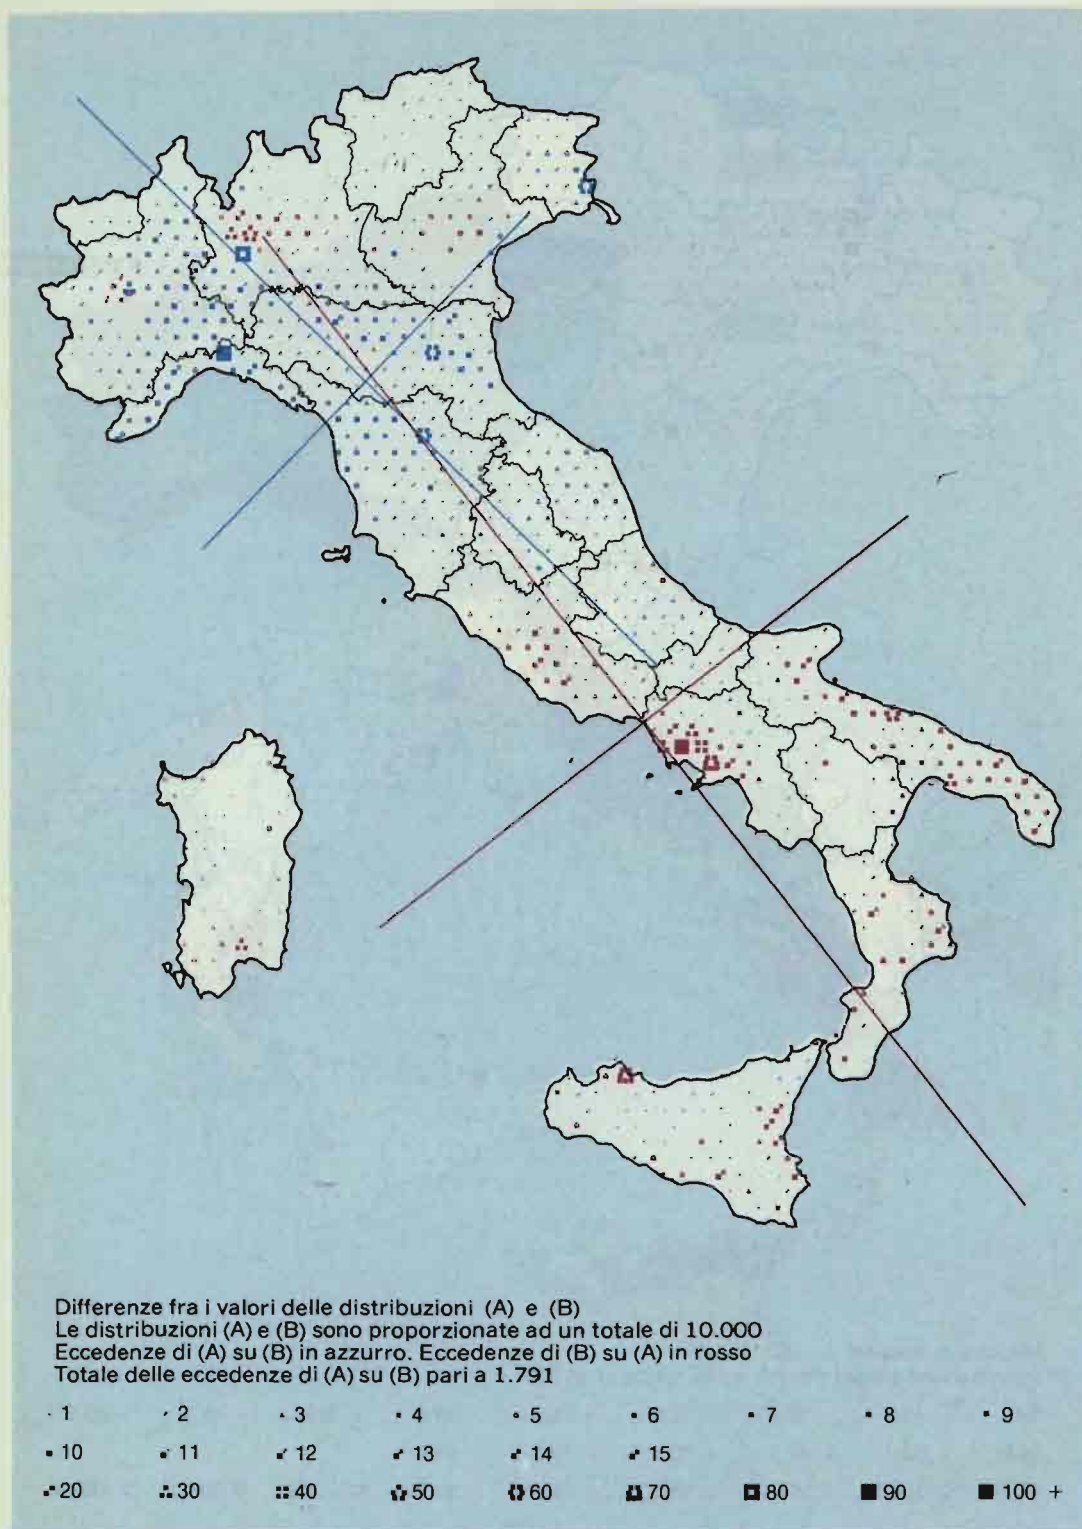 Differenze fra i valori delle distribuzioni (A) e (B)
Le distribuzioni (A) e (B) sono proporzionate ad un totale di 10.000
Eccedenze di (A) su (B) in azzurro. Eccedenze di (B) su (A) in rosso
Totale delle eccedenze di (A) su (B) pari a 1.791
1 2 3 4 5 6 7 8 9
10 11 12 13 14 15
20 30 40 50 60 70 80 90 100 +